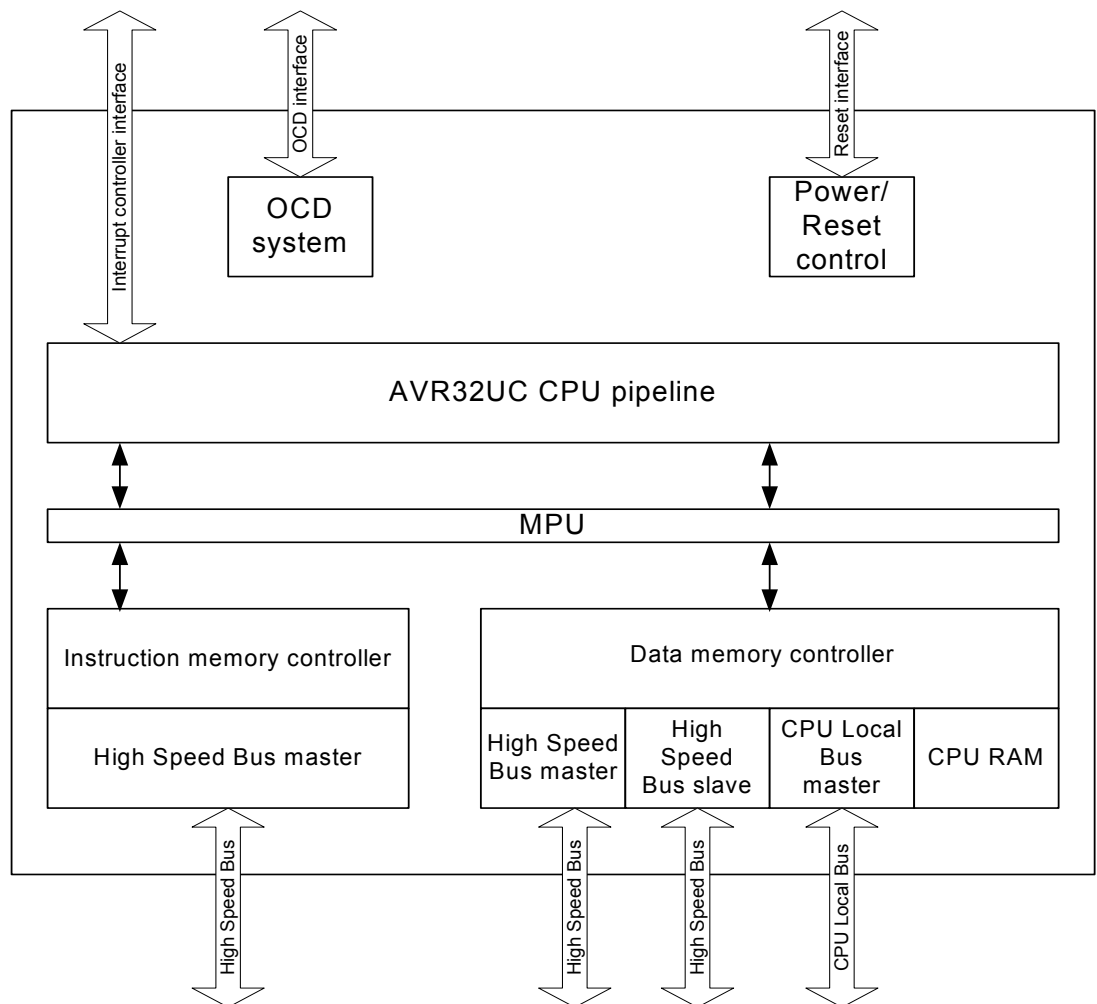 Interrupt controller interface
OCD interface
Reset interface
OCD
system
Power/
Reset
control
AVR32UC CPU pipeline
MPU
Instruction memory controller
High Speed Bus master
Data memory controller
High Speed
Bus master
High
Speed
Bus slave
CPU Local
Bus
master
CPU RAM
High Speed Bus
High Speed Bus
High Speed Bus
CPU Local Bus